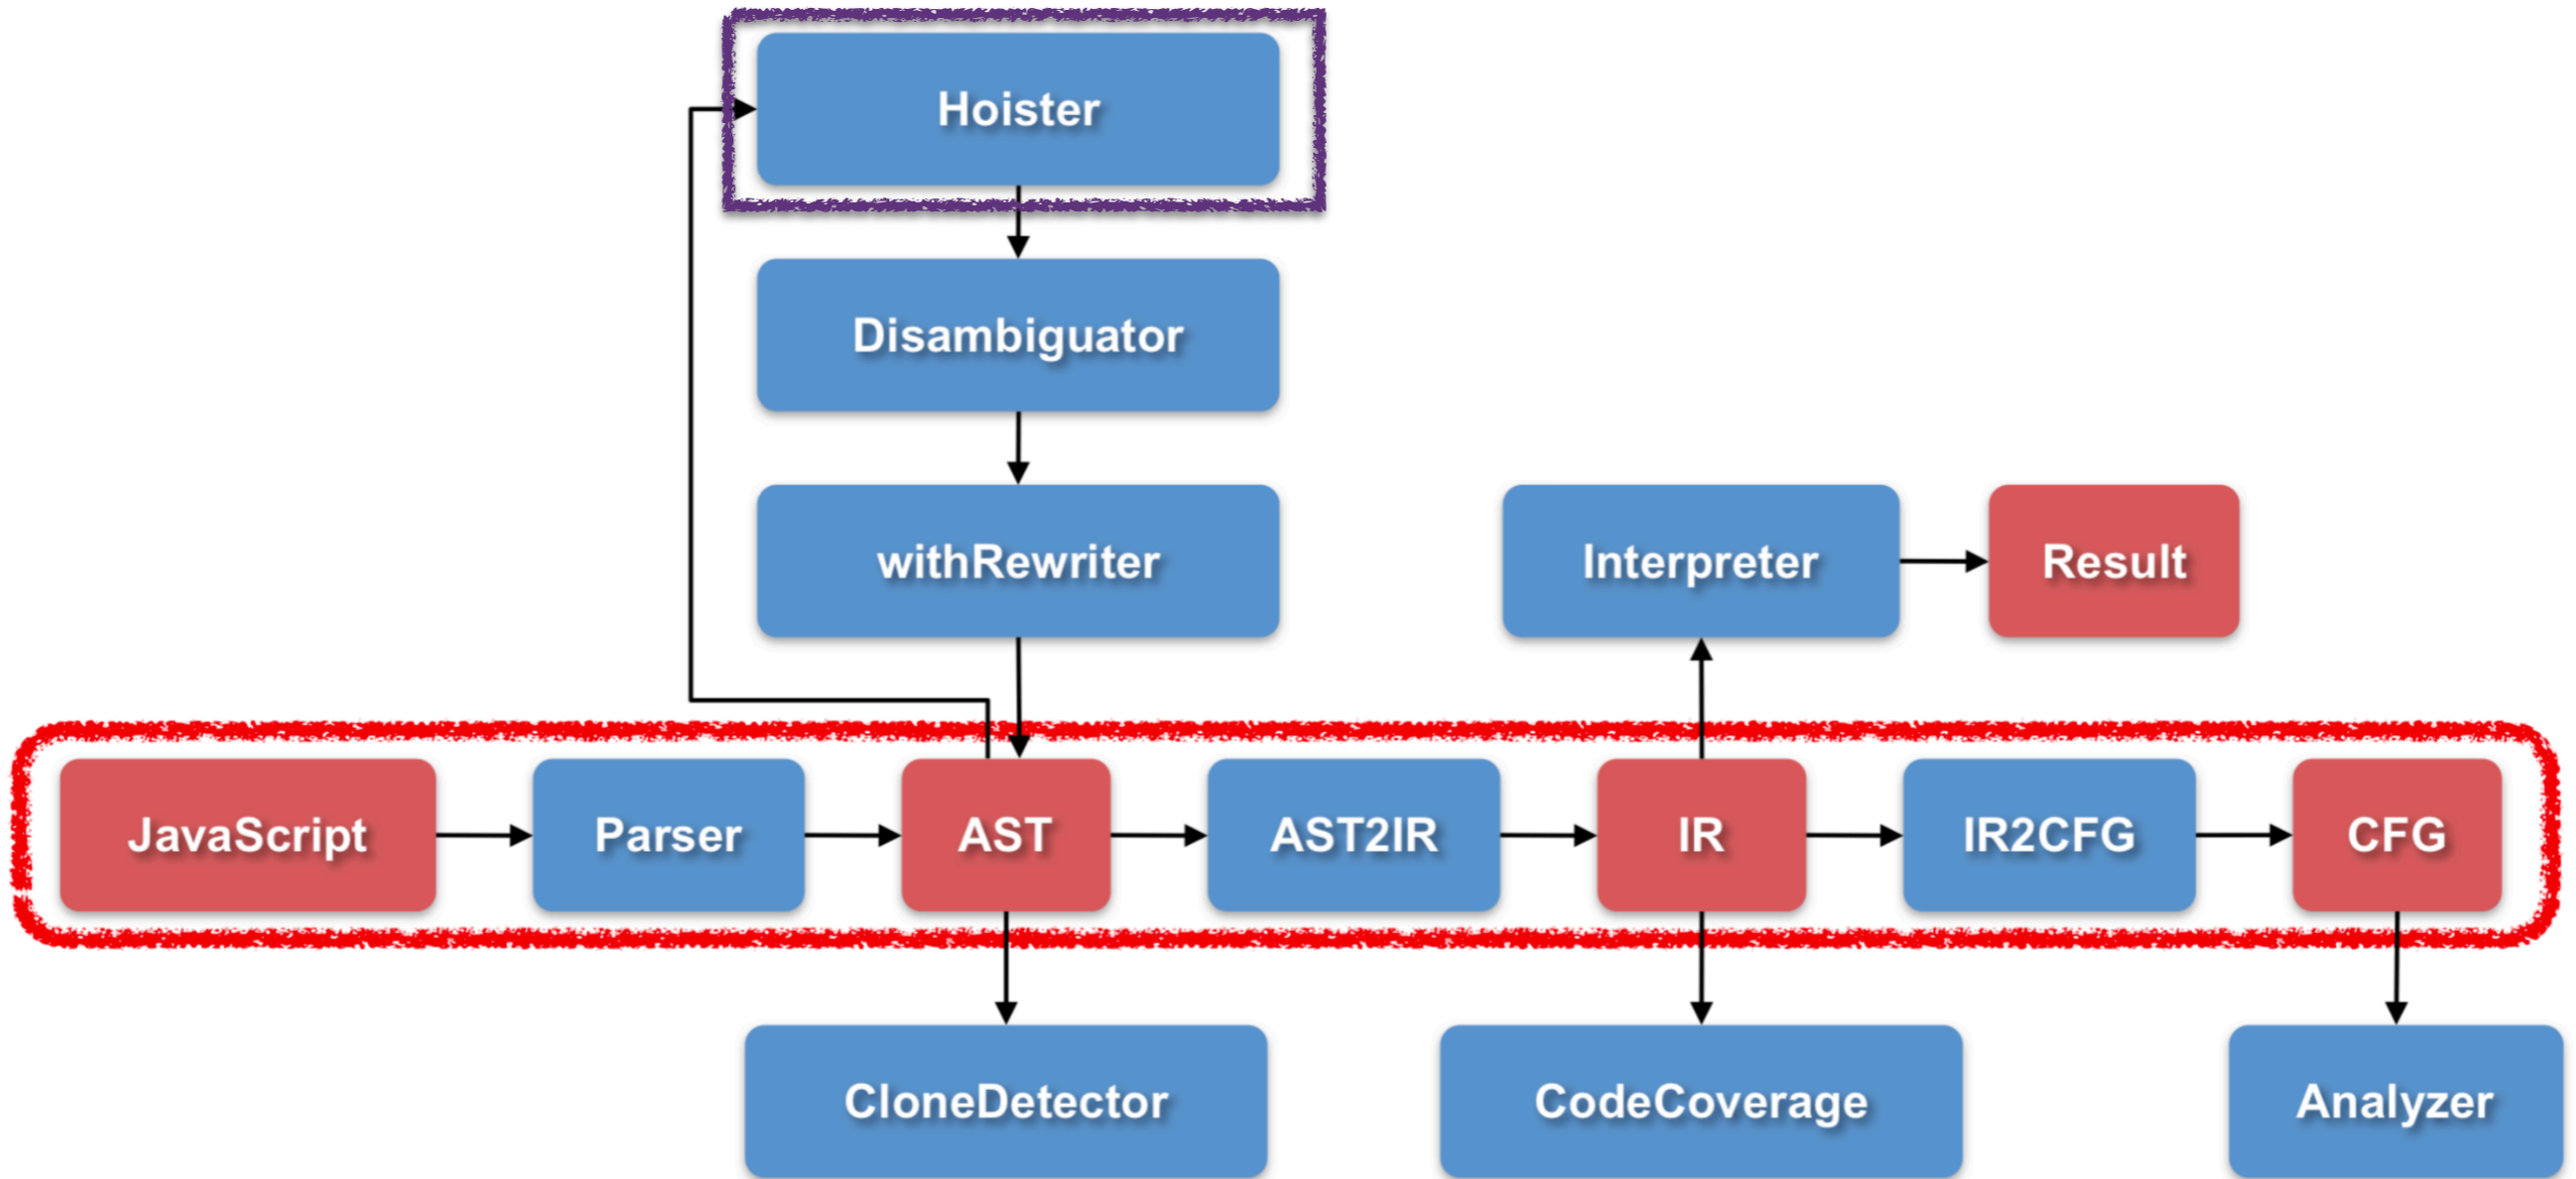 Hoister
Disambiguator
withRewriter
Interpreter
Result
JavaScript
Parser
AST
AST2IR
IR
IR2CFG
CFG
CloneDetector
CodeCoverage
Analyzer